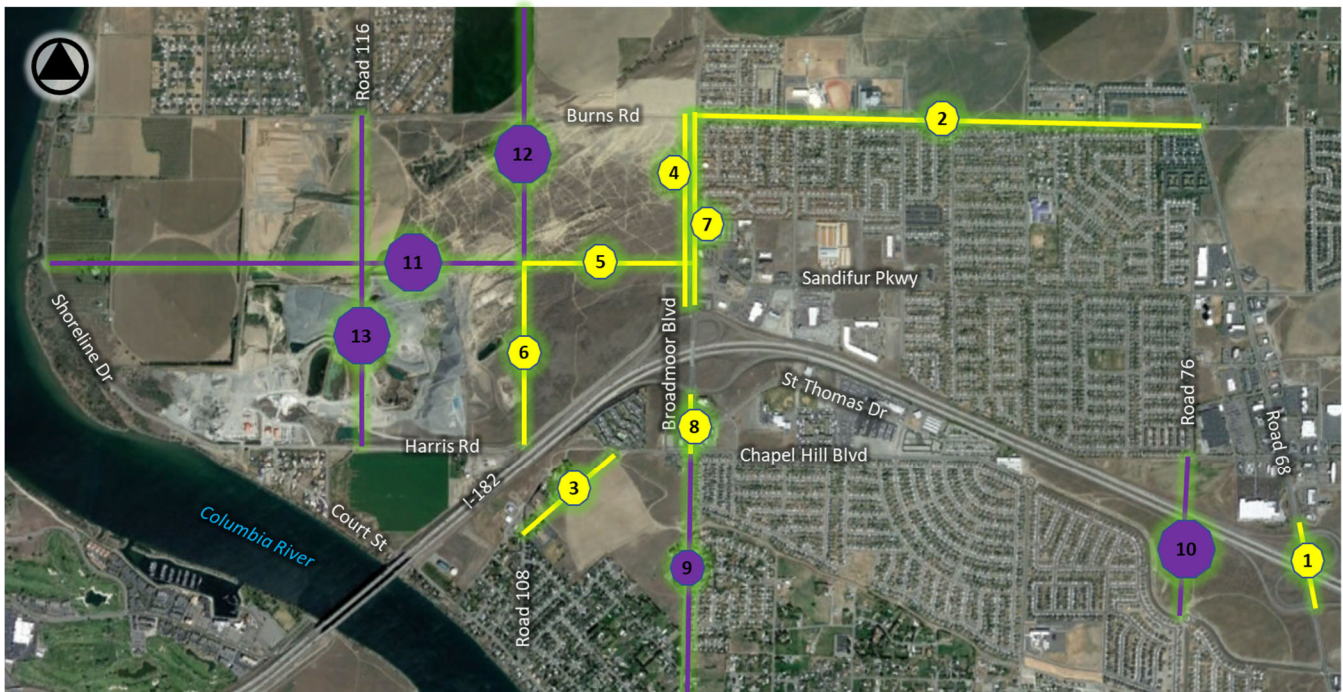 Road 116
Burns Rd
12
2
4
7
11
5
Sandifur Pkwy
Shoreline Dr
13
6
Broadmoor Blvd
St Thomas Dr
Road 76
Road 68
8
Harris Rd
Chapel Hill Blvd
3
I-182
Court St
Columbia River
Road 108
9
10
1